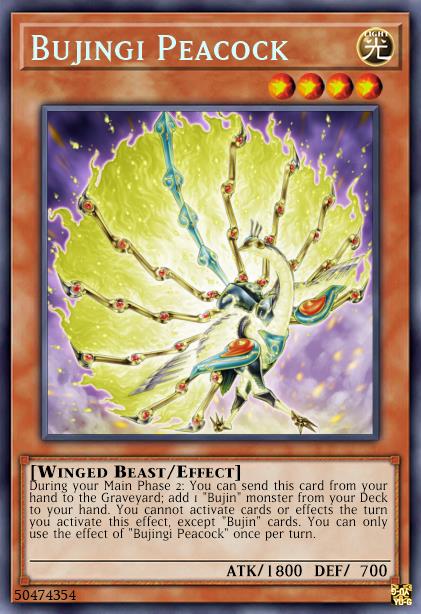 Bujingi Peacock
LIGHT
光
[Winged Beast/Effect]
During your Main Phase 2: You can send this card from your
hand to the Graveyard; add 1 "Bujin" monster from your Deck
to your hand. You cannot activate cards or effects the turn
you activate this effect, except "Bujin" cards. You can only
use the effect of "Bujingi Peacock" once per turn.
ATK/1800 DEF/ 700
50474354